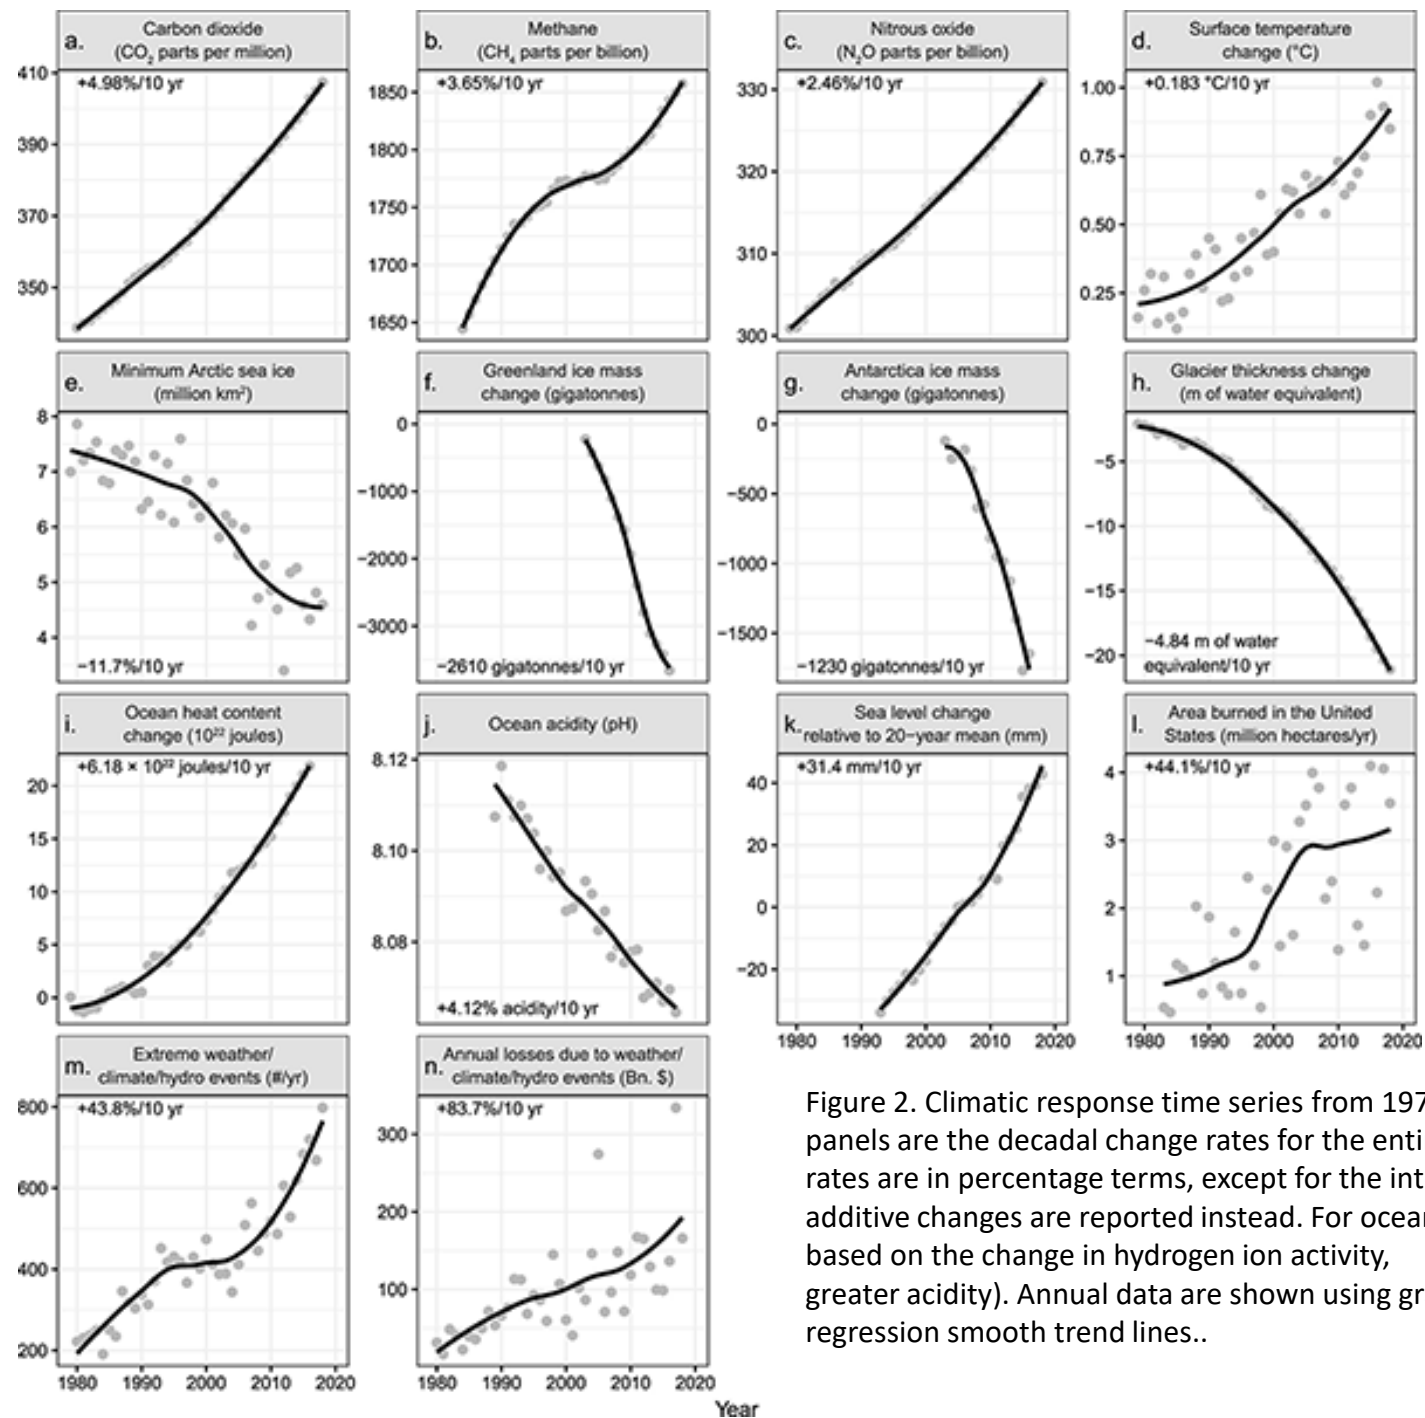 a. Carbon dioxide
(CO₂ parts per million)
+4.98%/10 yr
410
390
370
350
b. Methane
(CH₄ parts per billion)
+3.65%/10 yr
1850
1800
1750
1700
1650
c. Nitrous oxide
(N₂O parts per billion)
+2.46%/10 yr
330
320
310
300
d. Surface temperature
change (°C)
+0.183 °C/10 yr
1.00
0.75
0.50
0.25
e. Minimum Arctic sea ice
(million km²)
8
7
6
5
4
−11.7%/10 yr
f. Greenland ice mass
change (gigatonnes)
0
−1000
−2000
−3000
−2610 gigatonnes/10 yr
g. Antarctica ice mass
change (gigatonnes)
0
−500
−1000
−1500
−1230 gigatonnes/10 yr
h. Glacier thickness change
(m of water equivalent)
−5
−10
−15
−20
−4.84 m of water
equivalent/10 yr
i. Ocean heat content
change (10²² joules)
+6.18 × 10²² joules/10 yr
20
15
10
5
0
j. Ocean acidity (pH)
8.12
8.10
8.08
+4.12% acidity/10 yr
k. Sea level change
relative to 20−year mean (mm)
+31.4 mm/10 yr
40
20
0
−20
1980 1990 2000 2010 2020
l. Area burned in the United
States (million hectares/yr)
+44.1%/10 yr
4
3
2
1
1980 1990 2000 2010 2020
m. Extreme weather/
climate/hydro events (#/yr)
+43.8%/10 yr
800
600
400
200
1980 1990 2000 2010 2020
n. Annual losses due to weather/
climate/hydro events (Bn. $)
+83.7%/10 yr
300
200
100
1980 1990 2000 2010 2020
Year
Figure 2. Climatic response time series from 197
panels are the decadal change rates for the enti
rates are in percentage terms, except for the int
additive changes are reported instead. For ocean
based on the change in hydrogen ion activity,
greater acidity). Annual data are shown using gr
regression smooth trend lines..